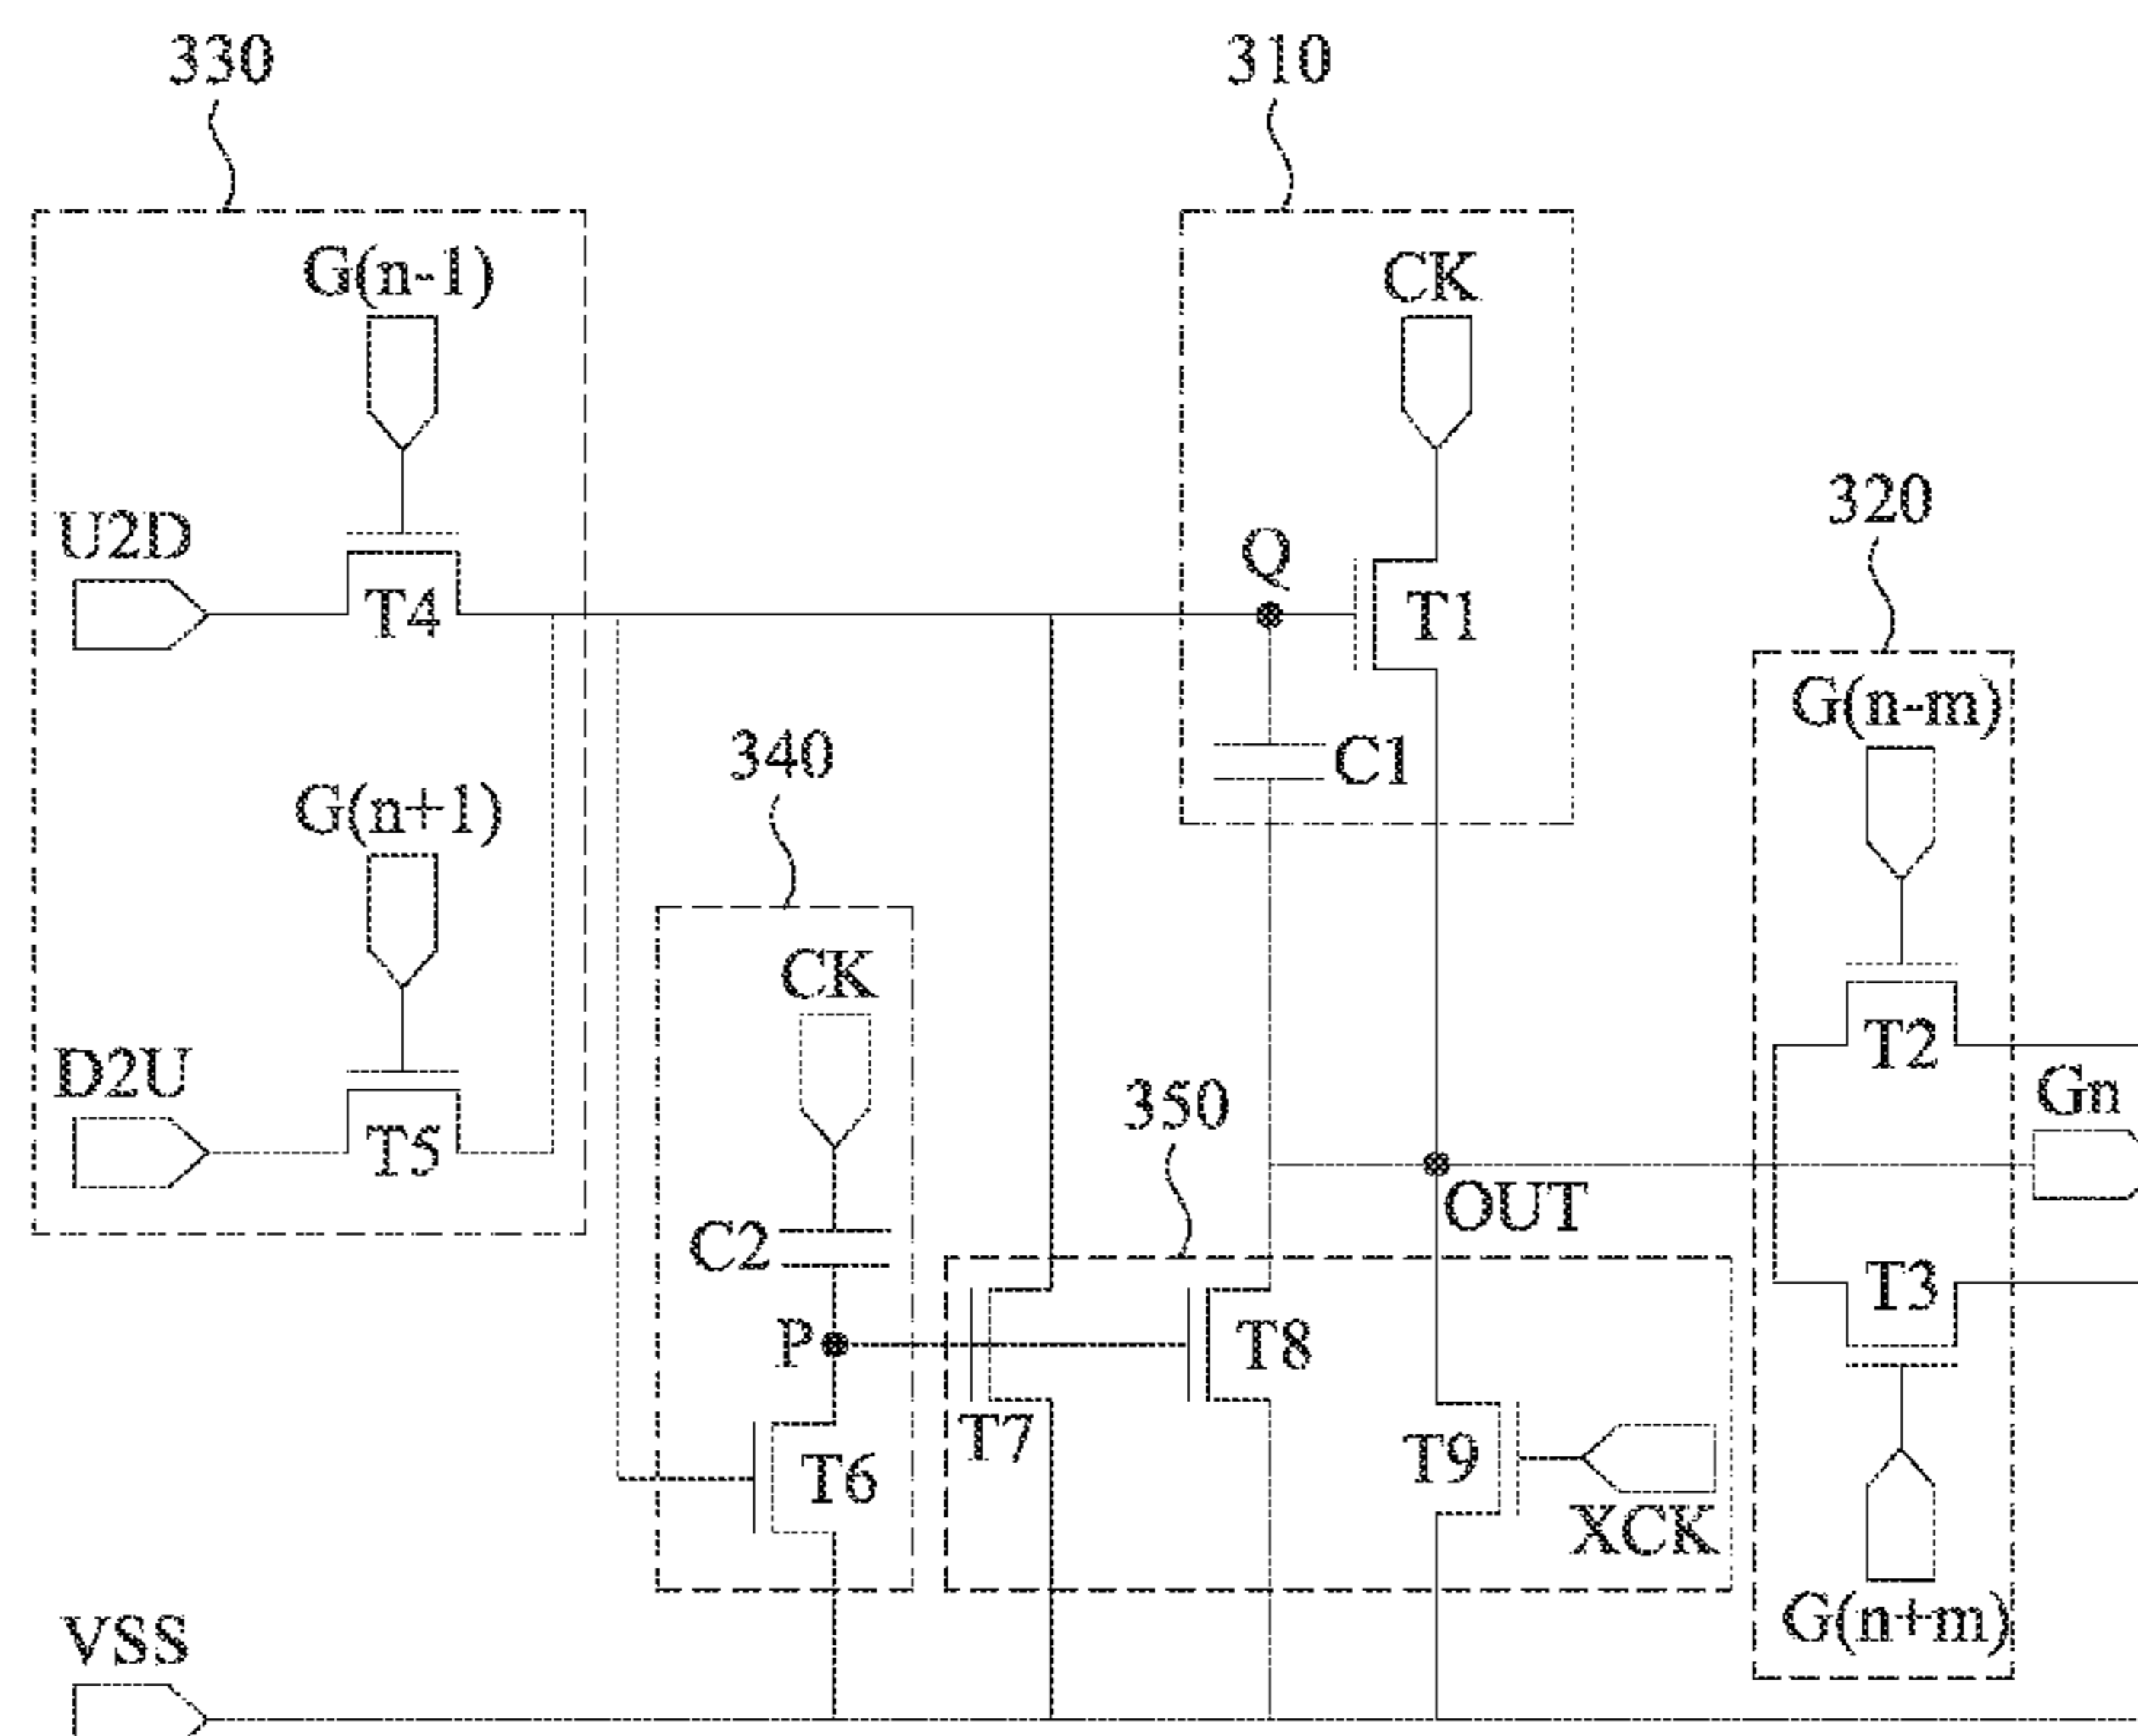 330
310
G(n-1)
CK
U2D
T4
Q
T1
320
G(n-m)
340
C1
G(n+1)
CK
T2
D2U
T5
350
Gn
OUT
C2
T3
P
T8
T7
T9
T6
XCK
G(n+m)
VSS